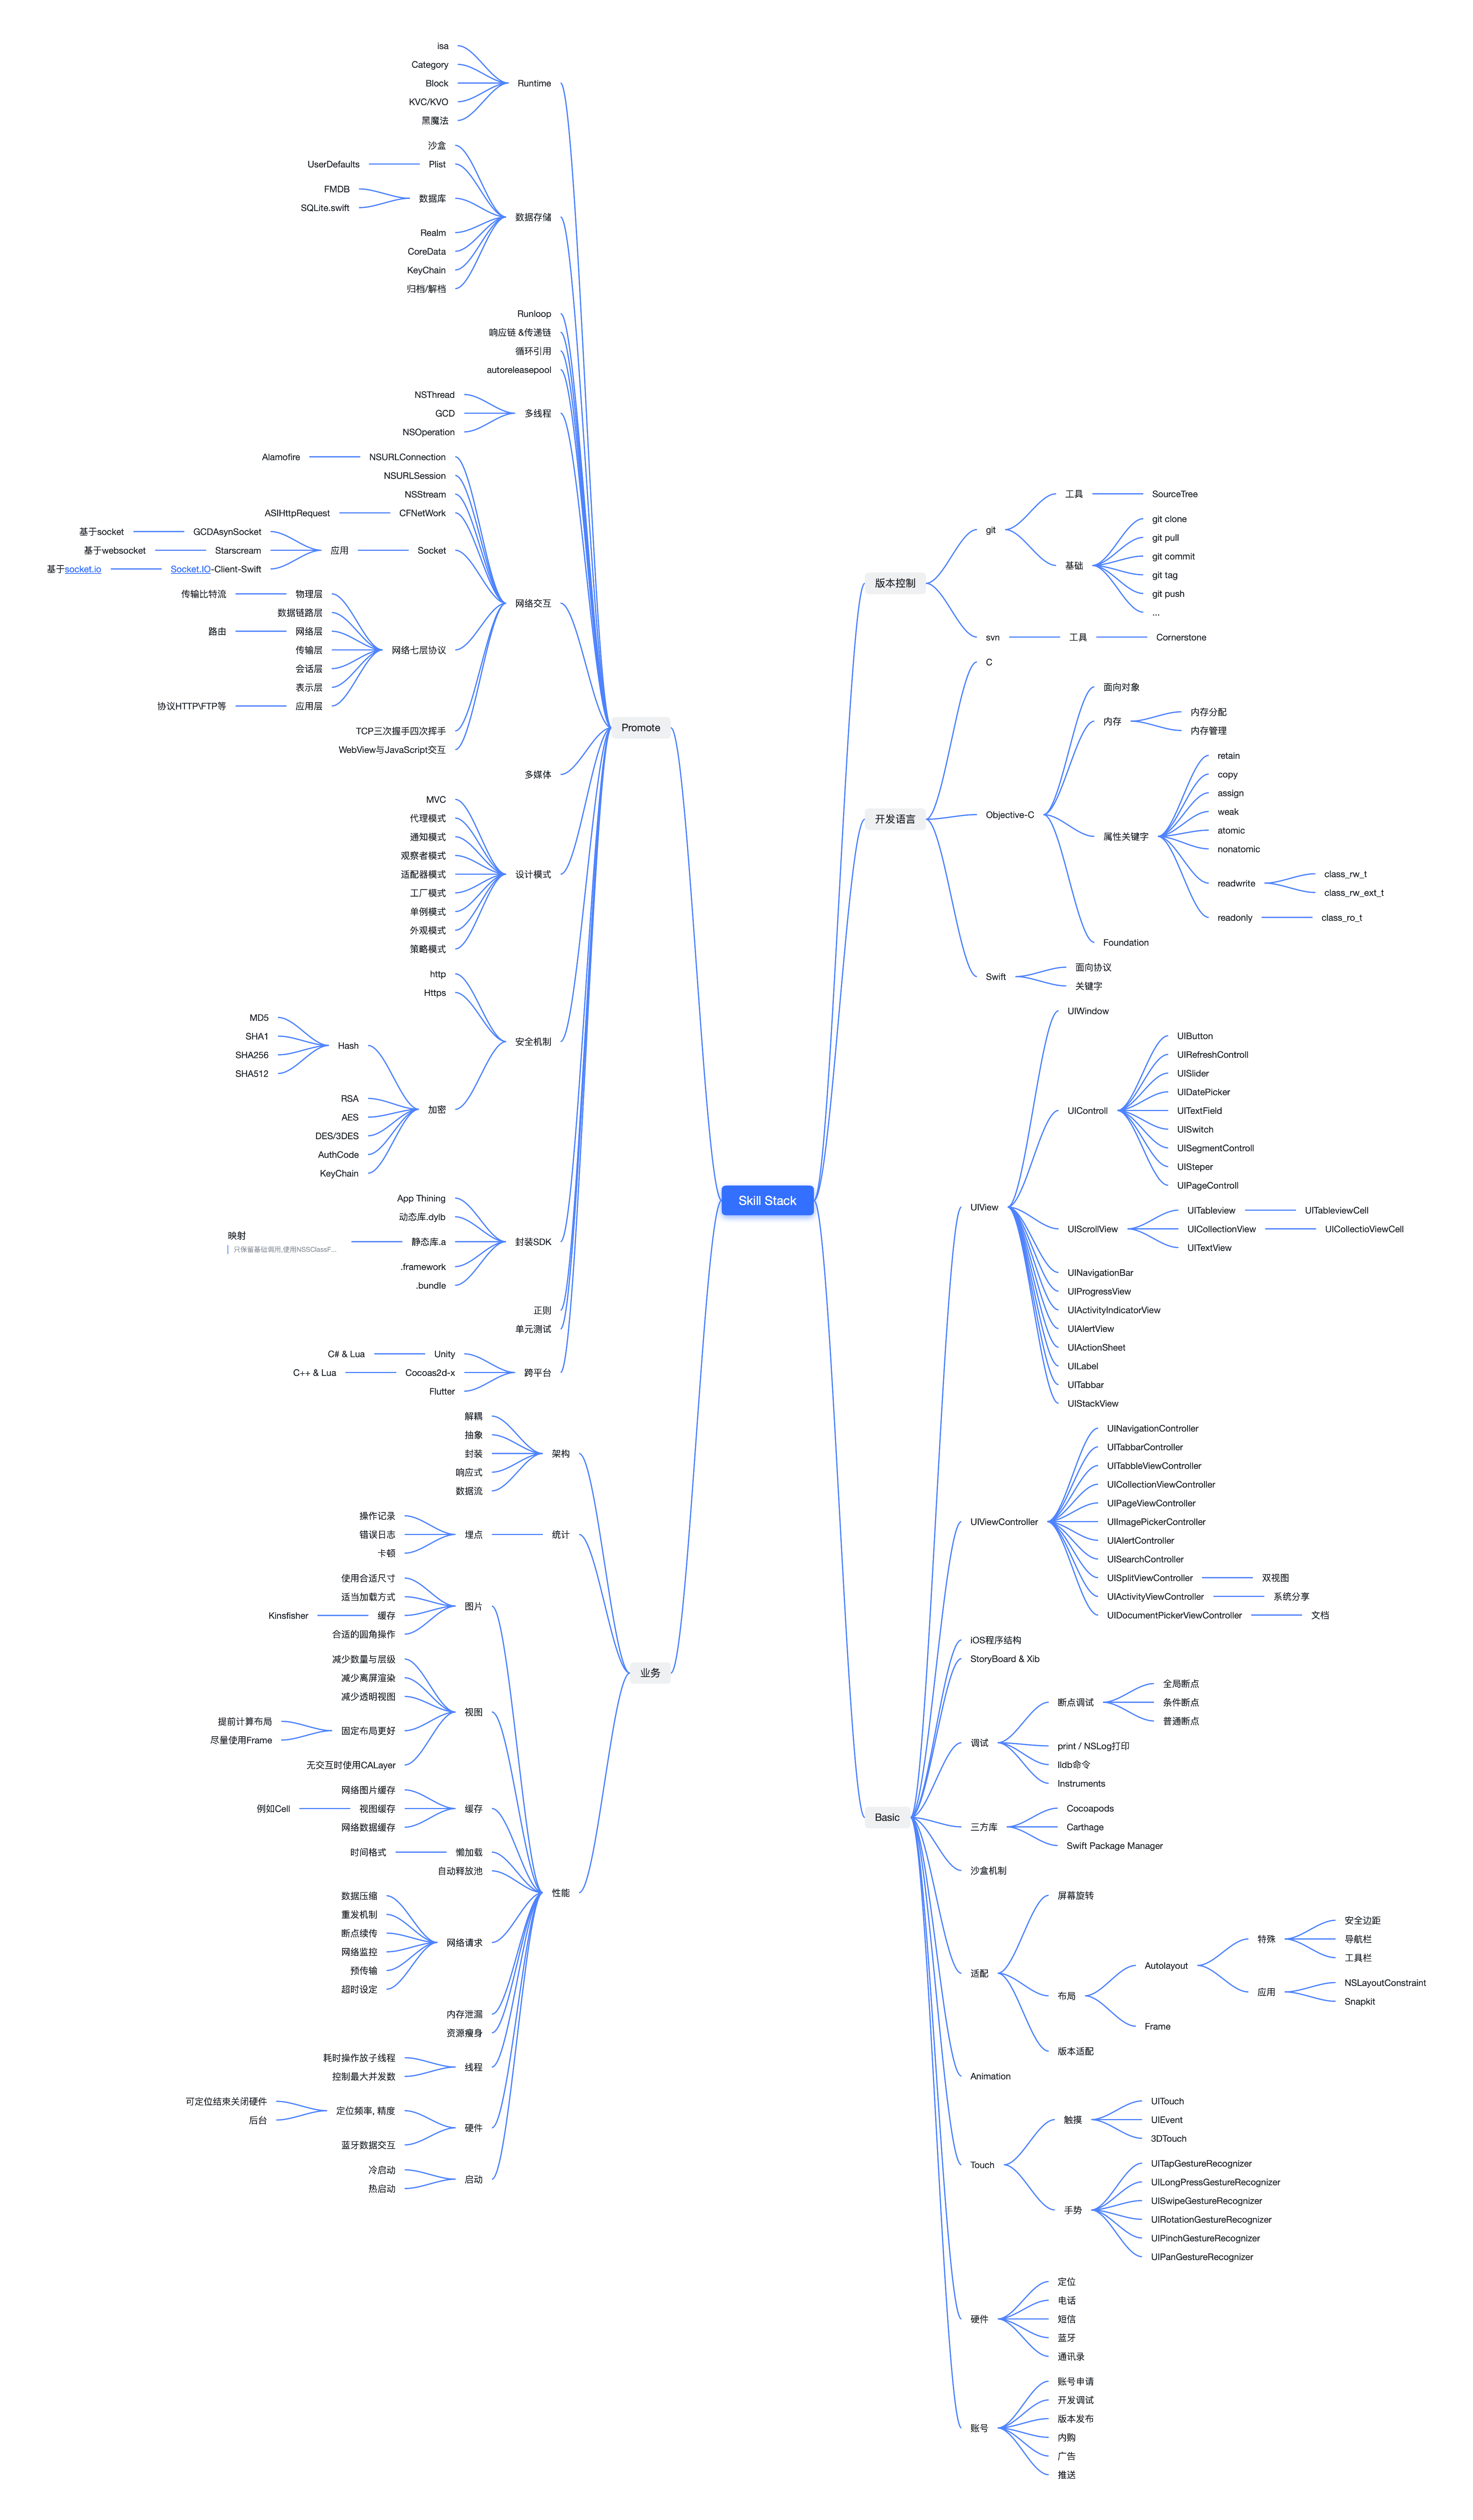 Skill Stack
Promote
Runtime
isa
Category
Block
KVC/KVO
黑魔法
数据存储
沙盒
Plist
UserDefaults
数据库
FMDB
SQLite.swift
Realm
CoreData
KeyChain
归档/解档
Runloop
响应链 &传递链
循环引用
autoreleasepool
多线程
NSThread
GCD
NSOperation
网络交互
NSURLConnection
Alamofire
NSURLSession
NSStream
CFNetWork
ASIHttpRequest
Socket
应用
GCDAsynSocket
基于socket
Starscream
基于websocket
Socket.IO-Client-Swift
基于socket.io
网络七层协议
物理层
传输比特流
数据链路层
网络层
路由
传输层
会话层
表示层
应用层
协议HTTP\FTP等
TCP三次握手四次挥手
WebView与JavaScript交互
多媒体
设计模式
MVC
代理模式
通知模式
观察者模式
适配器模式
工厂模式
单例模式
外观模式
策略模式
安全机制
http
Https
加密
Hash
MD5
SHA1
SHA256
SHA512
RSA
AES
DES/3DES
AuthCode
KeyChain
封装SDK
App Thining
动态库.dylb
静态库.a
映射
只保留基础调用,使用NSSClassF...
.framework
.bundle
正则
单元测试
跨平台
Unity
C# & Lua
Cocoas2d-x
C++ & Lua
Flutter
业务
架构
解耦
抽象
封装
响应式
数据流
统计
埋点
操作记录
错误日志
卡顿
性能
图片
使用合适尺寸
适当加载方式
缓存
Kinsfisher
合适的圆角操作
视图
减少数量与层级
减少离屏渲染
减少透明视图
固定布局更好
提前计算布局
尽量使用Frame
无交互时使用CALayer
缓存
网络图片缓存
视图缓存
例如Cell
网络数据缓存
懒加载
时间格式
自动释放池
网络请求
数据压缩
重发机制
断点续传
网络监控
预传输
超时设定
内存泄漏
资源瘦身
线程
耗时操作放子线程
控制最大并发数
硬件
定位频率, 精度
可定位结束关闭硬件
后台
蓝牙数据交互
启动
冷启动
热启动
版本控制
git
工具
SourceTree
基础
git clone
git pull
git commit
git tag
git push
...
svn
工具
Cornerstone
开发语言
C
Objective-C
面向对象
内存
内存分配
内存管理
属性关键字
retain
copy
assign
weak
atomic
nonatomic
readwrite
class_rw_t
class_rw_ext_t
readonly
class_ro_t
Foundation
Swift
面向协议
关键字
Basic
UIView
UIWindow
UIControll
UIButton
UIRefreshControll
UISlider
UIDatePicker
UITextField
UISwitch
UISegmentControll
UISteper
UIPageControll
UIScrollView
UITableview
UITableviewCell
UICollectionView
UICollectioViewCell
UITextView
UINavigationBar
UIProgressView
UIActivityIndicatorView
UIAlertView
UIActionSheet
UILabel
UITabbar
UIStackView
UIViewController
UINavigationController
UITabbarController
UITabbleViewController
UICollectionViewController
UIPageViewController
UIImagePickerController
UIAlertController
UISearchController
UISplitViewController
双视图
UIActivityViewController
系统分享
UIDocumentPickerViewController
文档
iOS程序结构
StoryBoard & Xib
调试
断点调试
全局断点
条件断点
普通断点
print / NSLog打印
lldb命令
Instruments
三方库
Cocoapods
Carthage
Swift Package Manager
沙盒机制
适配
屏幕旋转
布局
Autolayout
特殊
安全边距
导航栏
工具栏
应用
NSLayoutConstraint
Snapkit
Frame
版本适配
Animation
Touch
触摸
UITouch
UIEvent
3DTouch
手势
UITapGestureRecognizer
UILongPressGestureRecognizer
UISwipeGestureRecognizer
UIRotationGestureRecognizer
UIPinchGestureRecognizer
UIPanGestureRecognizer
硬件
定位
电话
短信
蓝牙
通讯录
账号
账号申请
开发调试
版本发布
内购
广告
推送